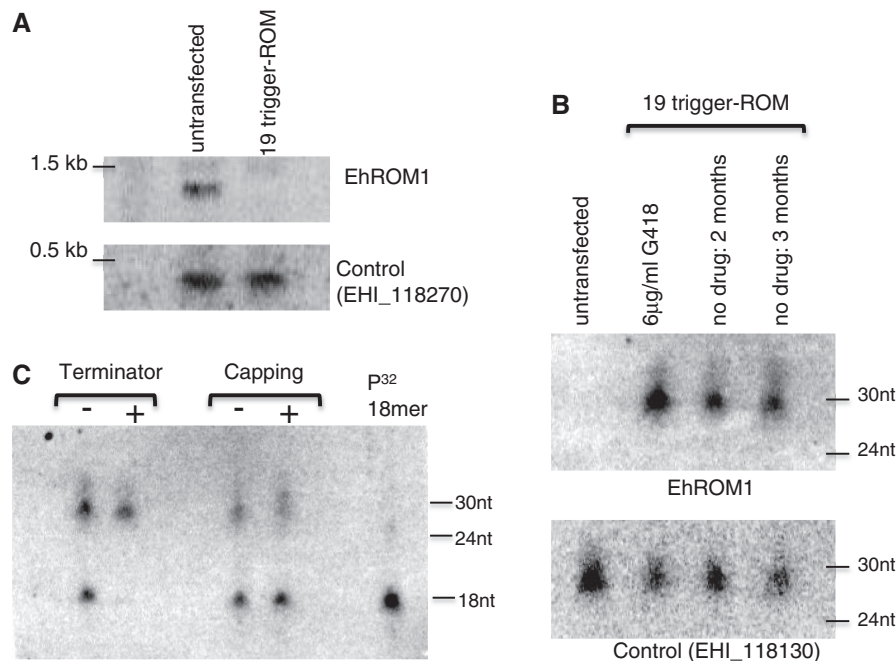 A
untransfected
19 trigger-ROM
1.5 kb
EhROM1
0.5 kb
Control
(EHI_118270)
B
19 trigger-ROM
untransfected
6µg/ml G418
no drug: 2 months
no drug: 3 months
30nt
24nt
EhROM1
30nt
24nt
Control (EHI_118130)
C
Terminator
Capping
P³²
- +
- +
18mer
30nt
24nt
18nt